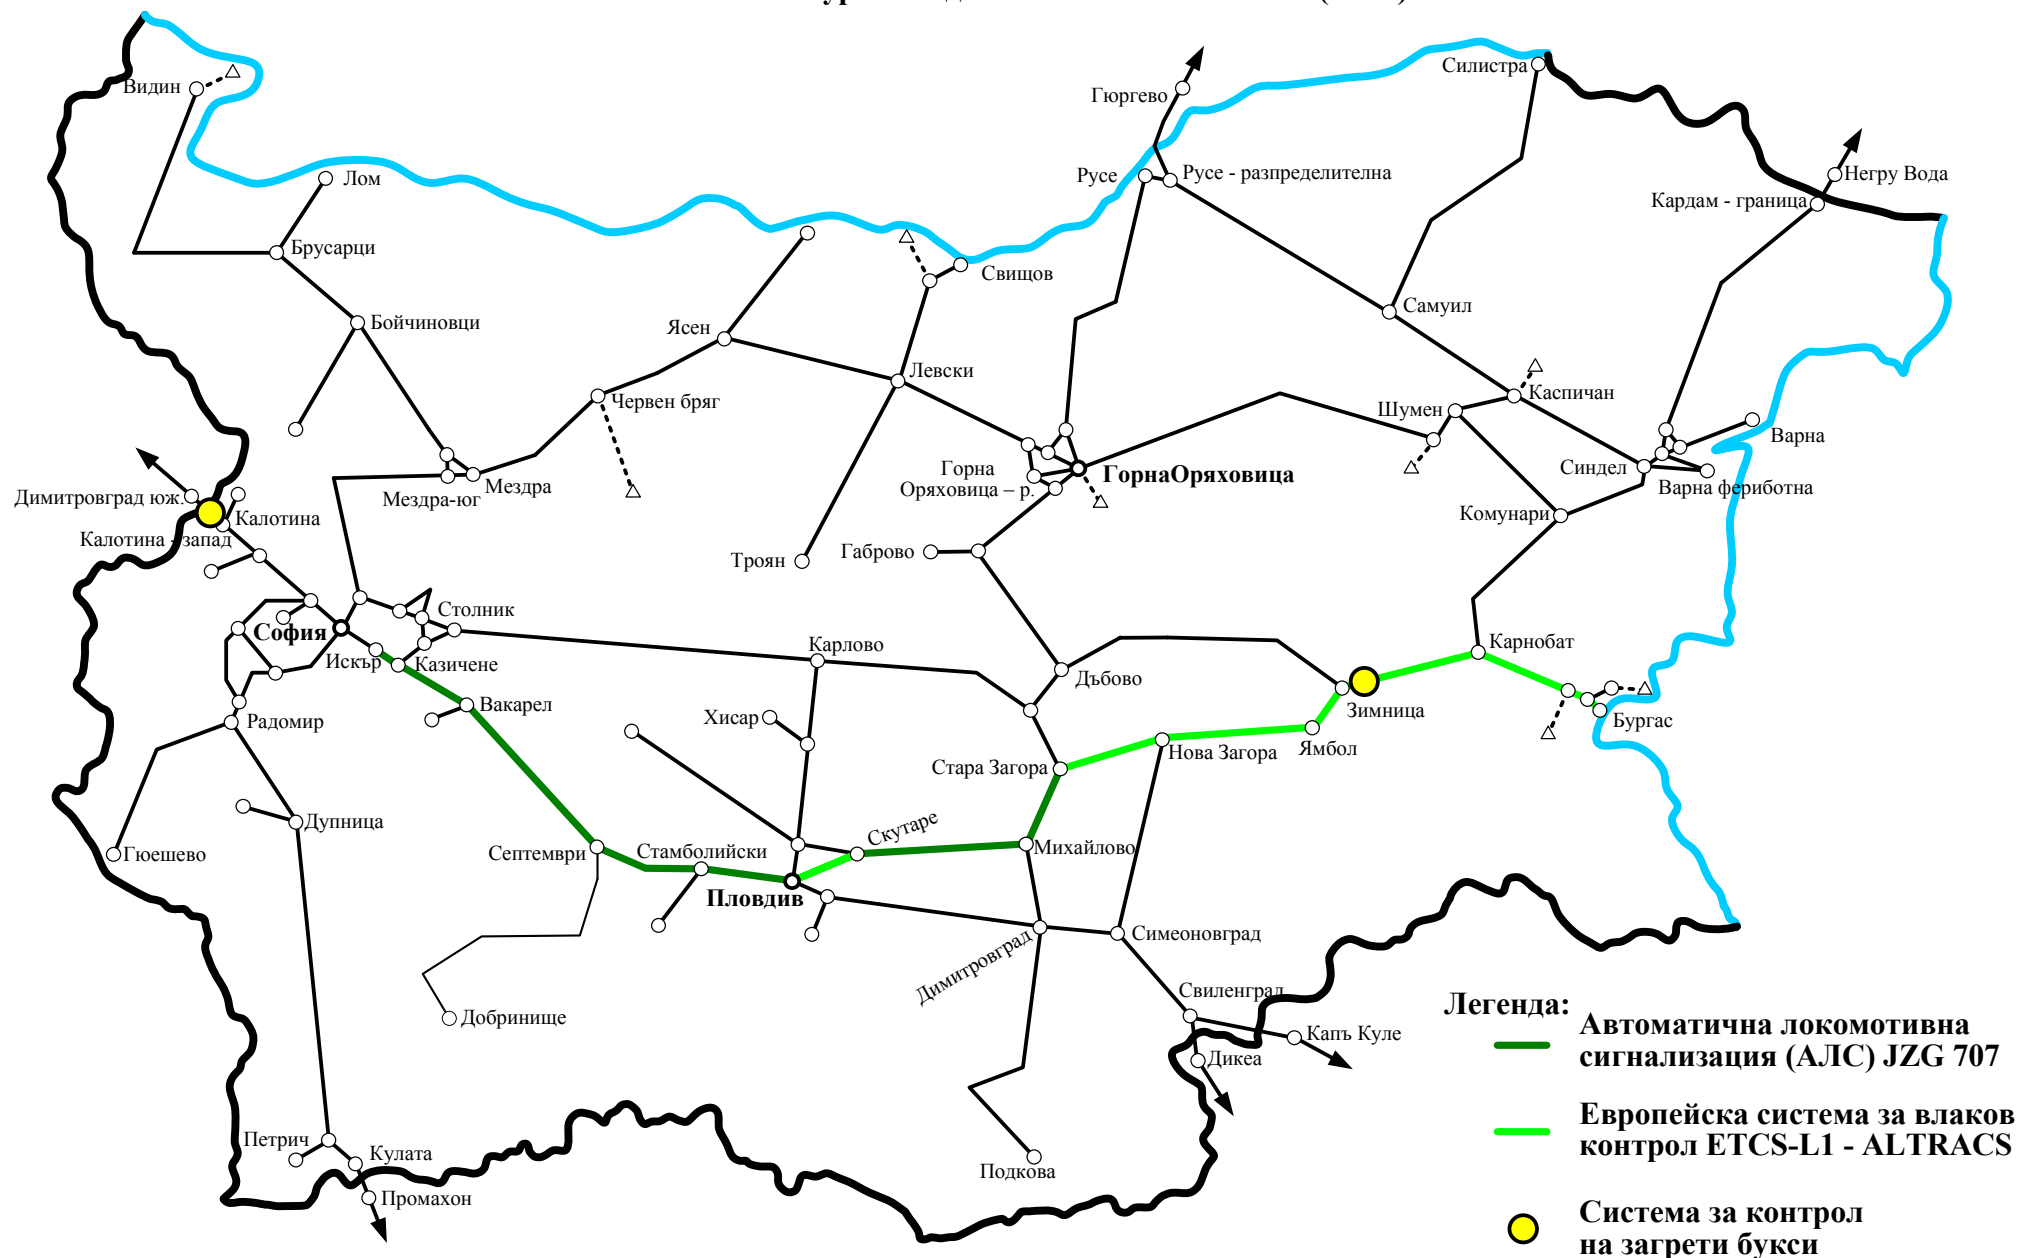 Видин
Силистра
Гюргево
Лом
Русе
Русе - разпределителна
Негру Вода
Кардам - граница
Брусарци
Свищов
Бойчиновци
Ясен
Самуил
Левски
Червен бряг
Каспичан
Шумен
Варна
Горна
Оряховица – р.
ГорнаОряховица
Синдел
Варна фериботна
Мездра-юг
Мездра
Димитровград юж.
Калотина
Калотина - запад
Комунари
Троян
Габрово
Столник
София
Искър
Казичене
Карлово
Дъбово
Карнобат
Вакарел
Хисар
Зимница
Радомир
Бургас
Нова Загора
Ямбол
Стара Загора
Дупница
Скутаре
Гюешево
Септември
Стамболийски
Михайлово
Пловдив
Димитровград
Симеоновград
Свиленград
Добринище
Капъ Куле
Дикеа
Петрич
Кулата
Промахон
Подкова
Легенда:
Автоматична локомотивна
сигнализация (АЛС) JZG 707
Европейска система за влаков
контрол ETCS-L1 - ALTRACS
Система за контрол
на загрети букси